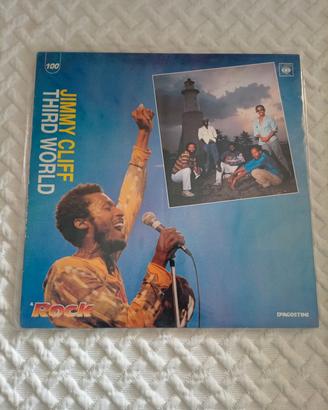 100
JIMMY CLIFF
THIRD WORLD
Rock
DEAGOSTINI